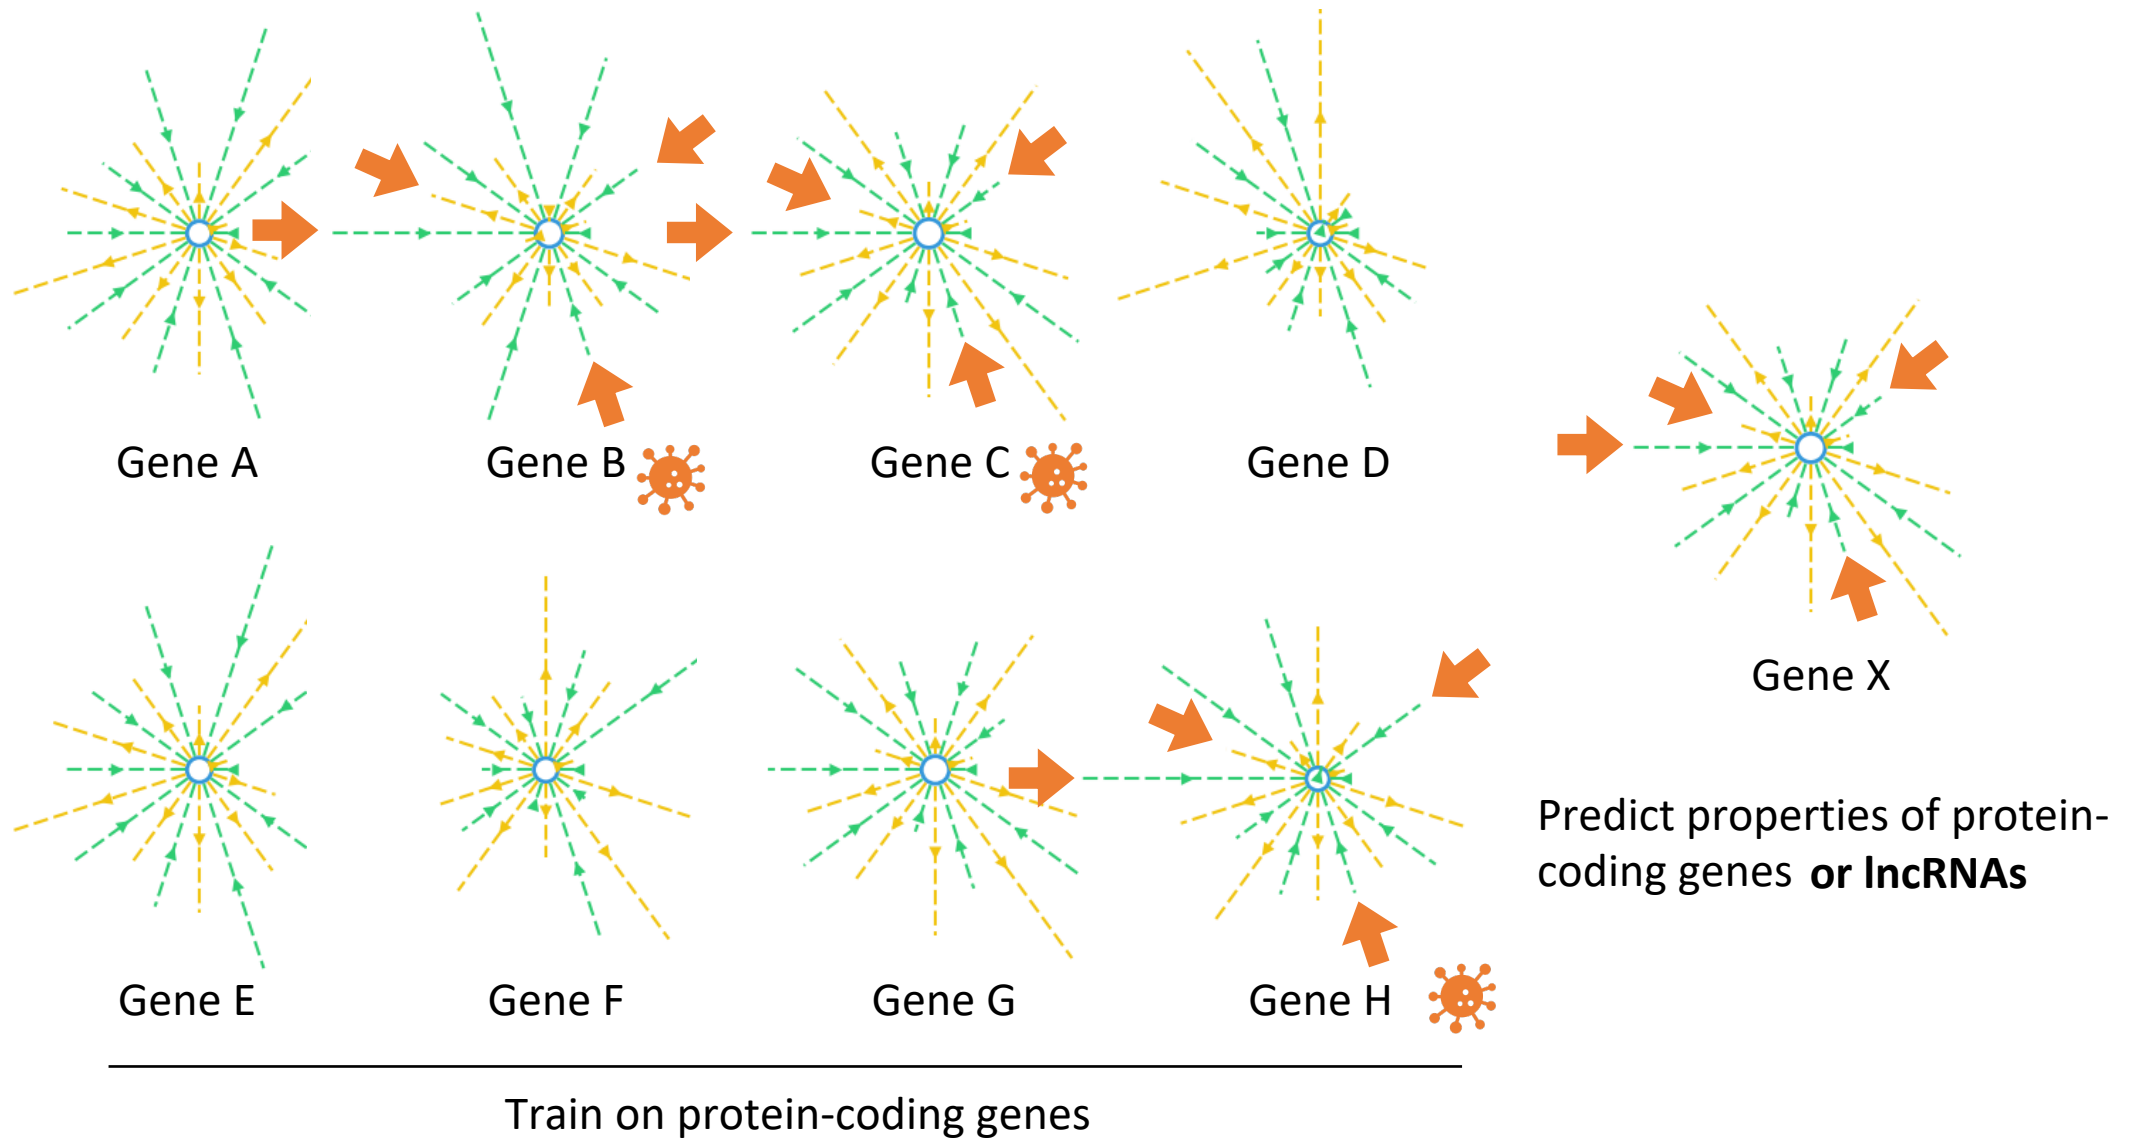 Gene A
Gene B
Gene C
Gene D
Gene X
Predict properties of protein-
coding genes or lncRNAs
Gene E
Gene F
Gene G
Gene H
Train on protein-coding genes